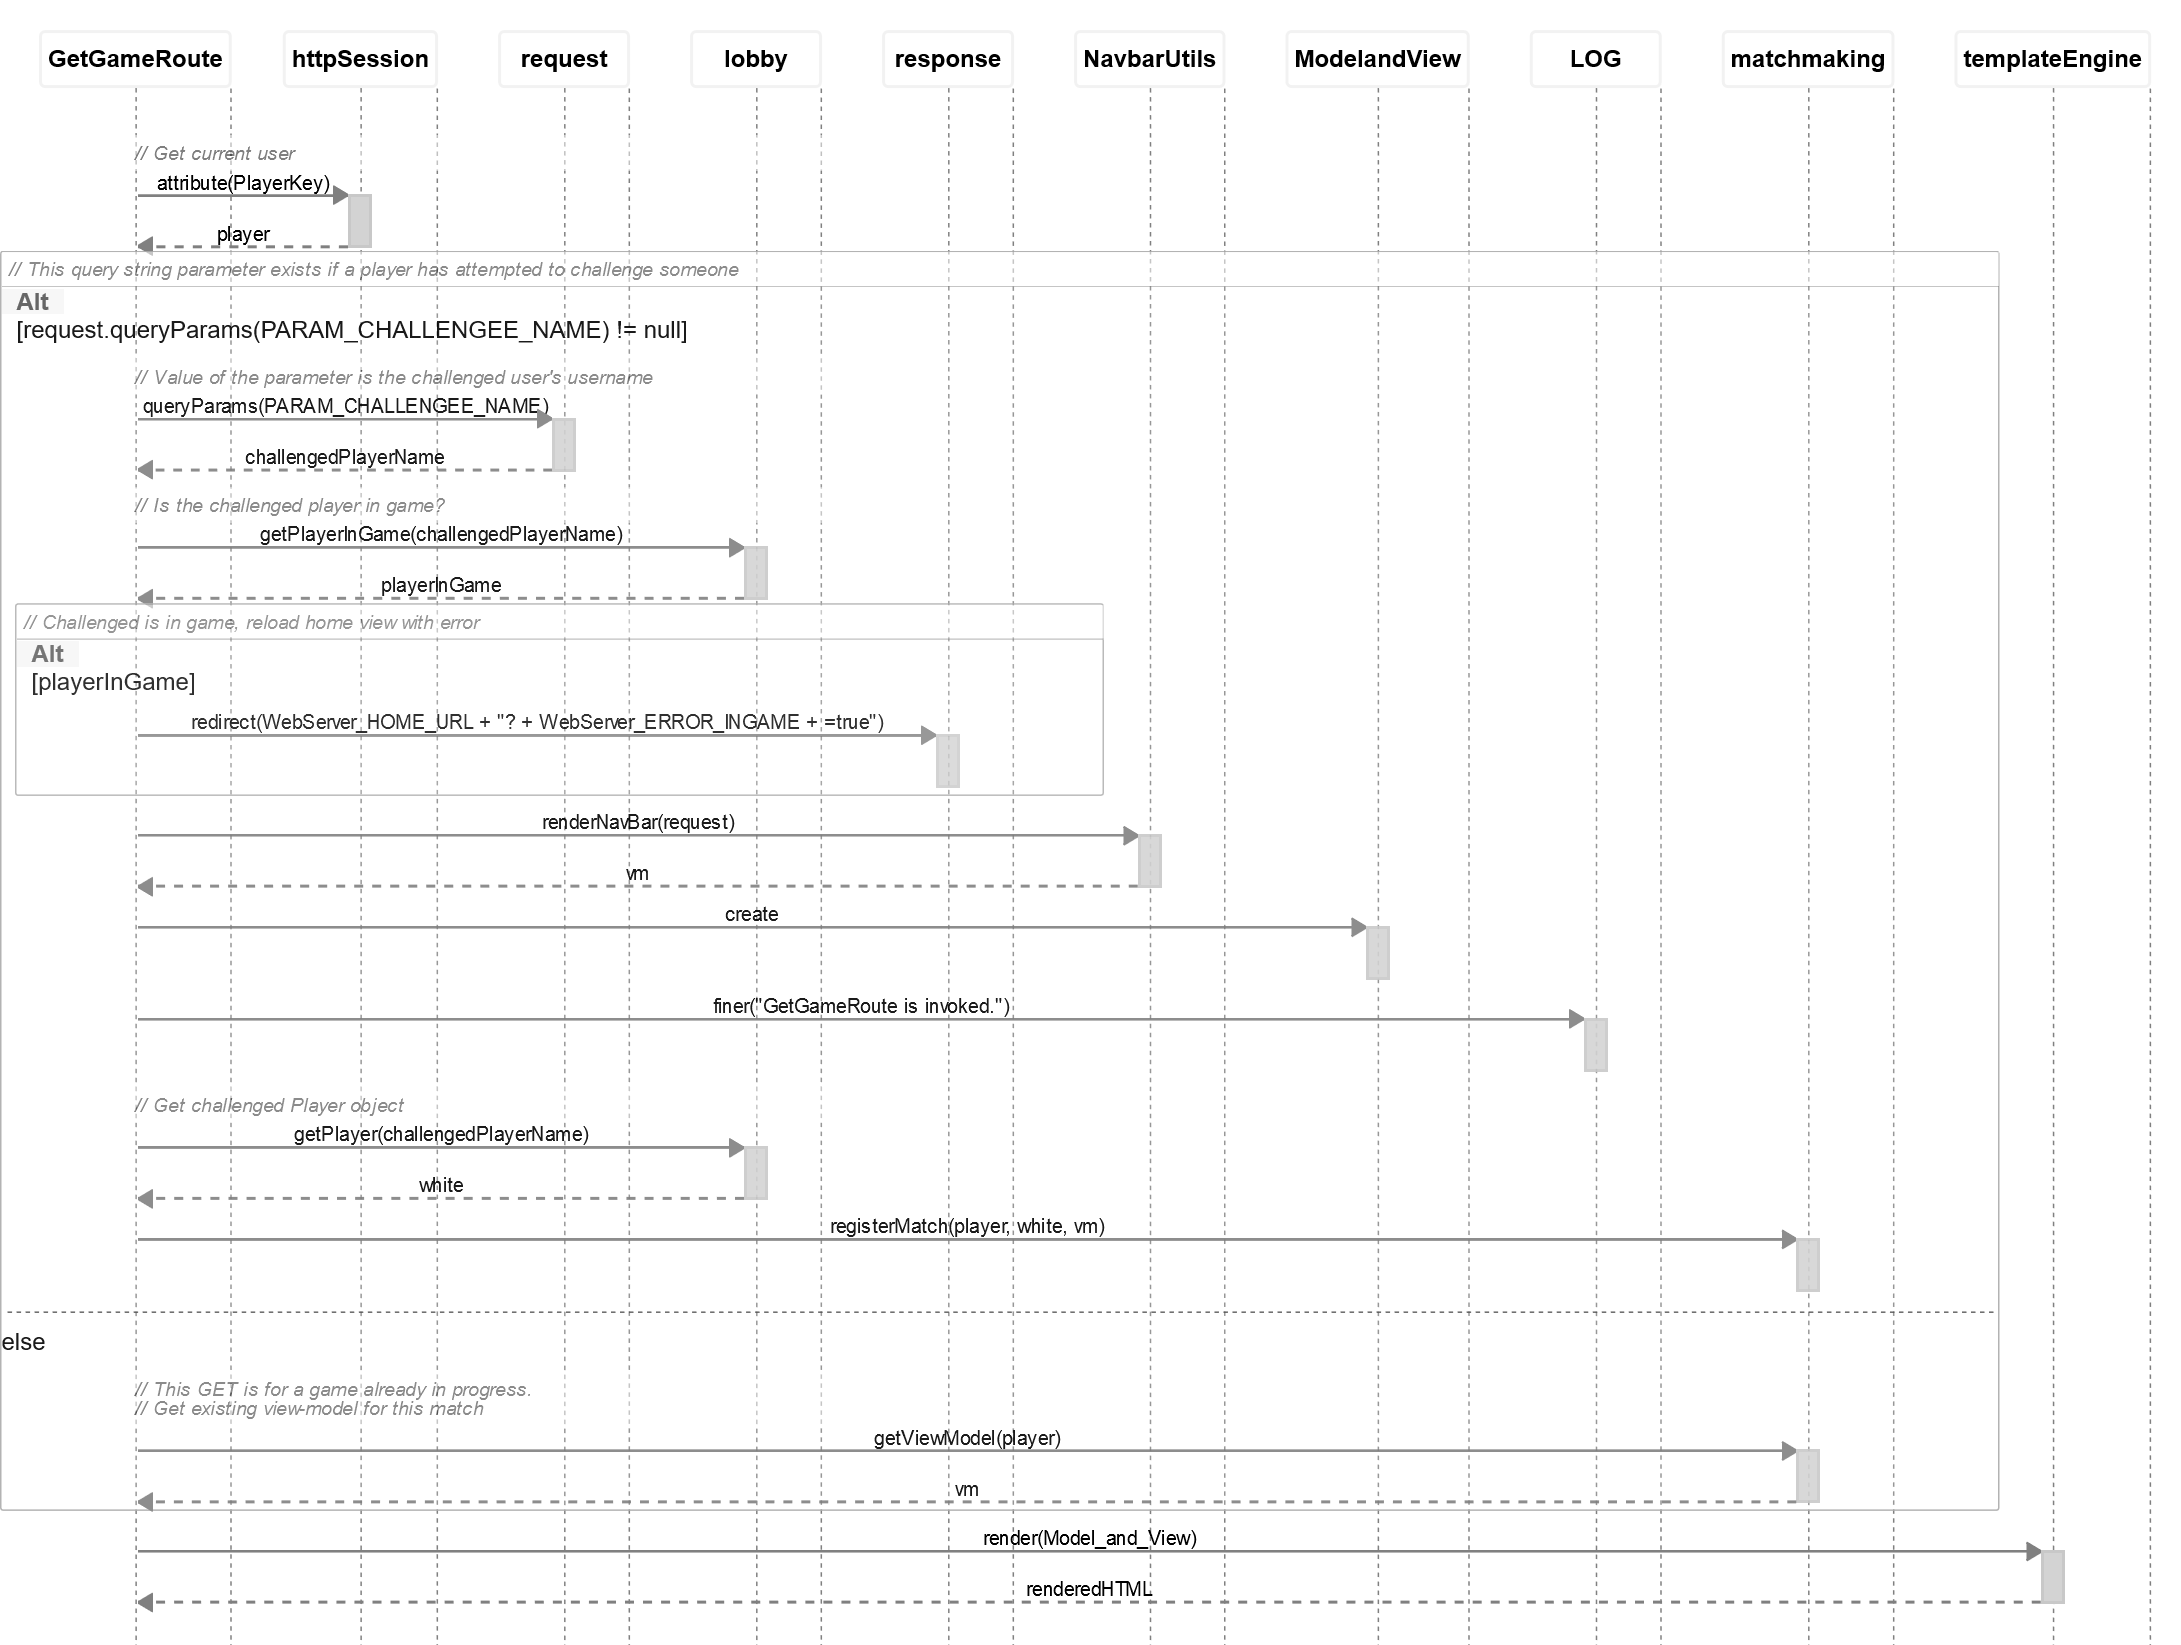 GetGameRoute httpSession request lobby response NavbarUtils ModelandView LOG matchmaking templateEngine
// Get current user
attribute(PlayerKey)
player
// This query string parameter exists if a player has attempted to challenge someone
Alt
[request.queryParams(PARAM_CHALLENGEE_NAME) != null]
// Value of the parameter is the challenged user's username
queryParams(PARAM_CHALLENGEE_NAME)
challengedPlayerName
// Is the challenged player in game?
getPlayerInGame(challengedPlayerName)
playerInGame
// Challenged is in game, reload home view with error
Alt
[playerInGame]
redirect(WebServer_HOME_URL + "? + WebServer_ERROR_INGAME + =true")
renderNavBar(request)
vm
create
finer("GetGameRoute is invoked.")
// Get challenged Player object
getPlayer(challengedPlayerName)
white
registerMatch(player, white, vm)
else
// This GET is for a game already in progress.
// Get existing view-model for this match
getViewModel(player)
vm
render(Model_and_View)
renderedHTML